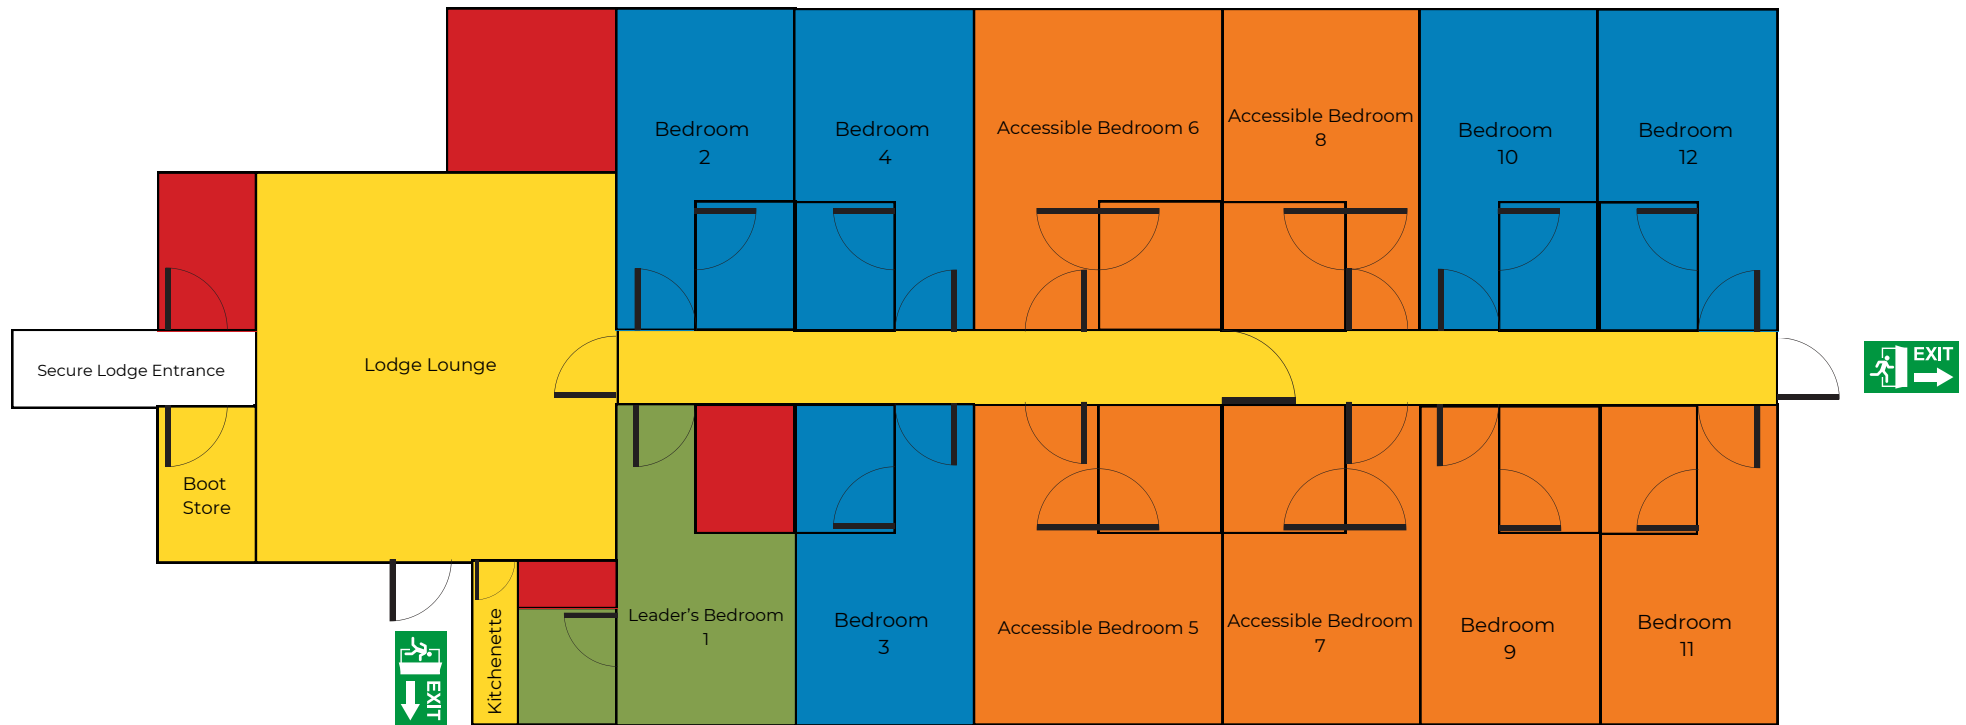 Bedroom
2
Bedroom
4
Accessible Bedroom 6
Accessible Bedroom
8
Bedroom
10
Bedroom
12
Secure Lodge Entrance
Lodge Lounge
EXIT
Boot
Store
Kitchenette
EXIT
Leader’s Bedroom
1
Bedroom
3
Accessible Bedroom 5
Accessible Bedroom
7
Bedroom
9
Bedroom
11